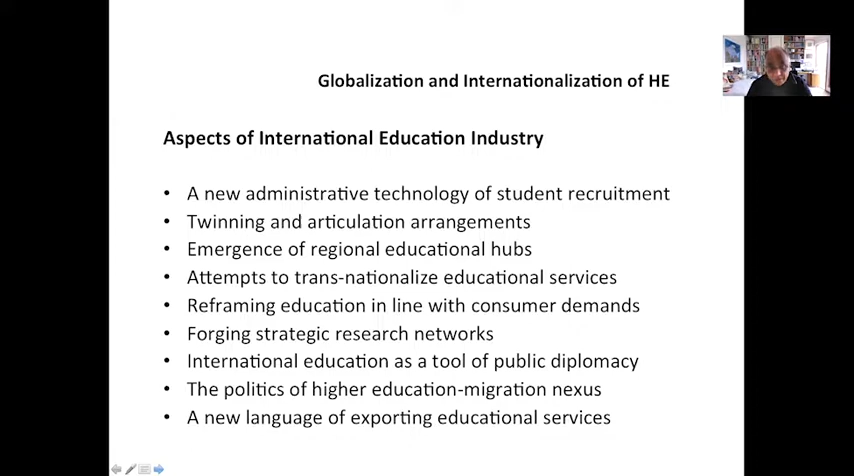 Globalization and Internationalization of HE
Aspects of International Education Industry
• A new administrative technology of student recruitment
• Twinning and articulation arrangements
• Emergence of regional educational hubs
• Attempts to trans-nationalize educational services
• Reframing education in line with consumer demands
• Forging strategic research networks
• International education as a tool of public diplomacy
• The politics of higher education-migration nexus
• A new language of exporting educational services